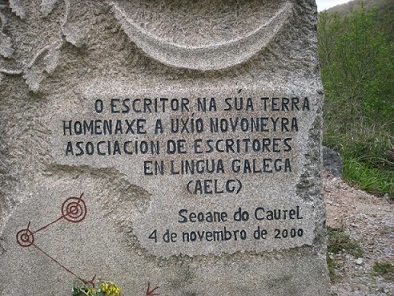 O ESCRITOR NA SÚA TERRA
HOMENAXE A UXÍO NOVONEYRA
ASOCIACION DE ESCRITORES
EN LINGUA GALEGA
(AELG)
Seoane do Caurel
4 de novembro de 2000